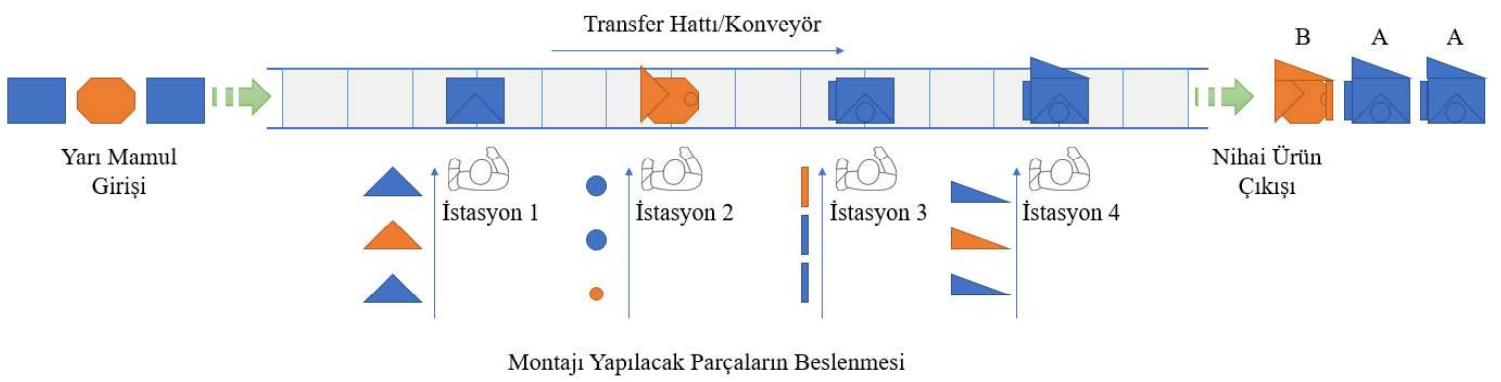 Transfer Hattı/Konveyör
B A A
Yarı Mamul
Girişi
Nihai Ürün
Çıkışı
İstasyon 1
İstasyon 2
İstasyon 3
İstasyon 4
Montajı Yapılacak Parçaların Beslenmesi